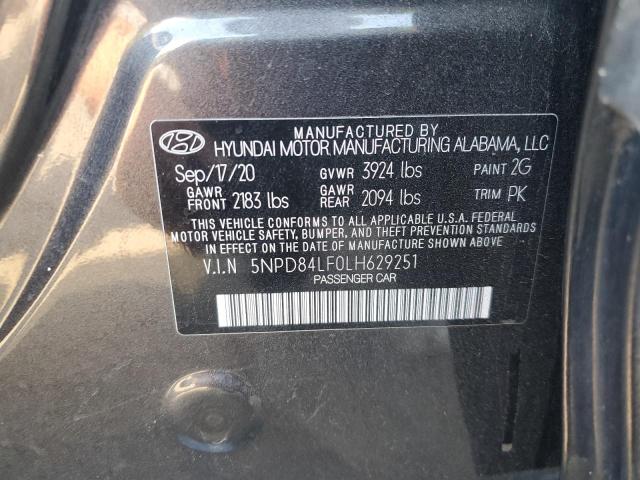 MANUFACTURED BY
HYUNDAI MOTOR MANUFACTURING ALABAMA, LLC
Sep/17/20 GVWR 3924 lbs PAINT 2G
GAWR FRONT 2183 lbs GAWR REAR 2094 lbs TRIM PK
THIS VEHICLE CONFORMS TO ALL APPLICABLE U.S.A. FEDERAL
MOTOR VEHICLE SAFETY, BUMPER, AND THEFT PREVENTION STANDARDS
IN EFFECT ON THE DATE OF MANUFACTURE SHOWN ABOVE.
V.I.N 5NPD84LF0LH629251
PASSENGER CAR